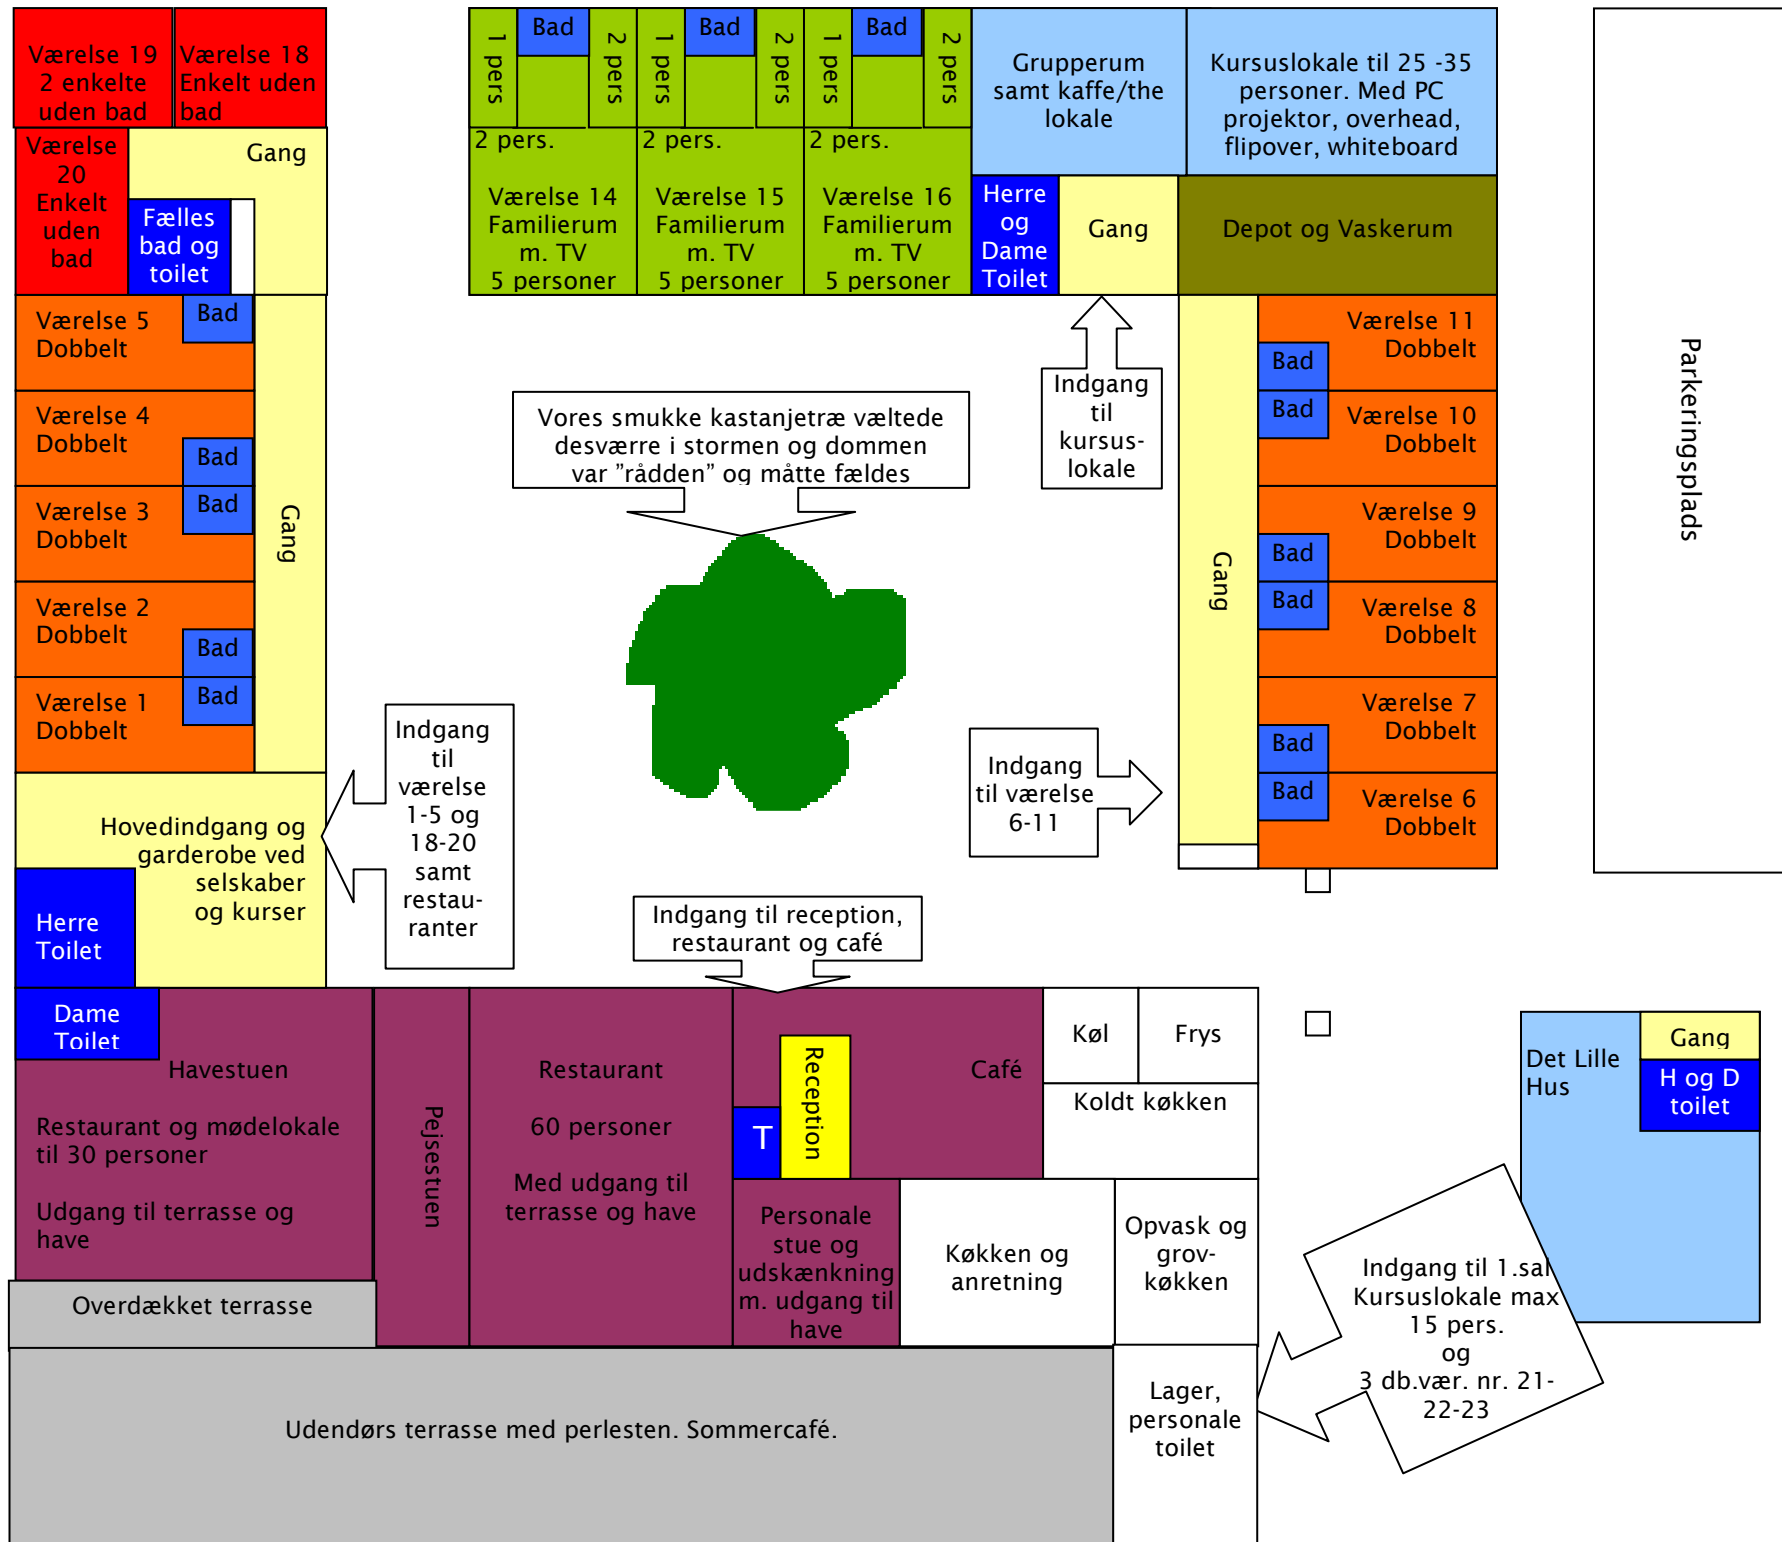 Værelse 19
2 enkelte
uden bad
Værelse 18
Enkelt uden
bad
Værelse
20
Enkelt
uden
bad
Gang
Fælles
bad og
toilet
Værelse 5
Dobbelt
Bad
Værelse 4
Dobbelt
Bad
Værelse 3
Dobbelt
Bad
Værelse 2
Dobbelt
Bad
Værelse 1
Dobbelt
Bad
Gang
Hovedindgang og
garderobe ved
selskaber
og kurser
Herre
Toilet
Indgang
til
værelse
1-5 og
18-20
samt
restau-
ranter
1 pers
Bad
2 pers
2 pers.
Værelse 14
Familierum
m. TV
5 personer
1 pers
Bad
2 pers
2 pers.
Værelse 15
Familierum
m. TV
5 personer
1 pers
Bad
2 pers
2 pers.
Værelse 16
Familierum
m. TV
5 personer
Grupperum
samt kaffe/the
lokale
Kursuslokale til 25 -35
personer. Med PC
projektor, overhead,
flipover, whiteboard
Herre
og
Dame
Toilet
Gang
Depot og Vaskerum
Indgang
til
kursus-
lokale
Vores smukke kastanjetræ væltede
desværre i stormen og dommen
var ”rådden” og måtte fældes
Gang
Værelse 11
Dobbelt
Bad
Værelse 10
Dobbelt
Bad
Værelse 9
Dobbelt
Bad
Værelse 8
Dobbelt
Bad
Værelse 7
Dobbelt
Bad
Værelse 6
Dobbelt
Bad
Indgang
til værelse
6-11
Parkeringsplads
Indgang til reception,
restaurant og café
Dame
Toilet
Havestuen
Restaurant og mødelokale
til 30 personer
Udgang til terrasse og
have
Pejsestuen
Restaurant
60 personer
Med udgang til
terrasse og have
Reception
T
Café
Personale
stue og
udskænkning
m. udgang til
have
Køl
Frys
Koldt køkken
Køkken og
anretning
Opvask og
grov-
køkken
Det Lille
Hus
Gang
H og D
toilet
Indgang til 1.sal
Kursuslokale max
15 pers.
og
3 db.vær. nr. 21-
22-23
Overdækket terrasse
Udendørs terrasse med perlesten. Sommercafé.
Lager,
personale
toilet